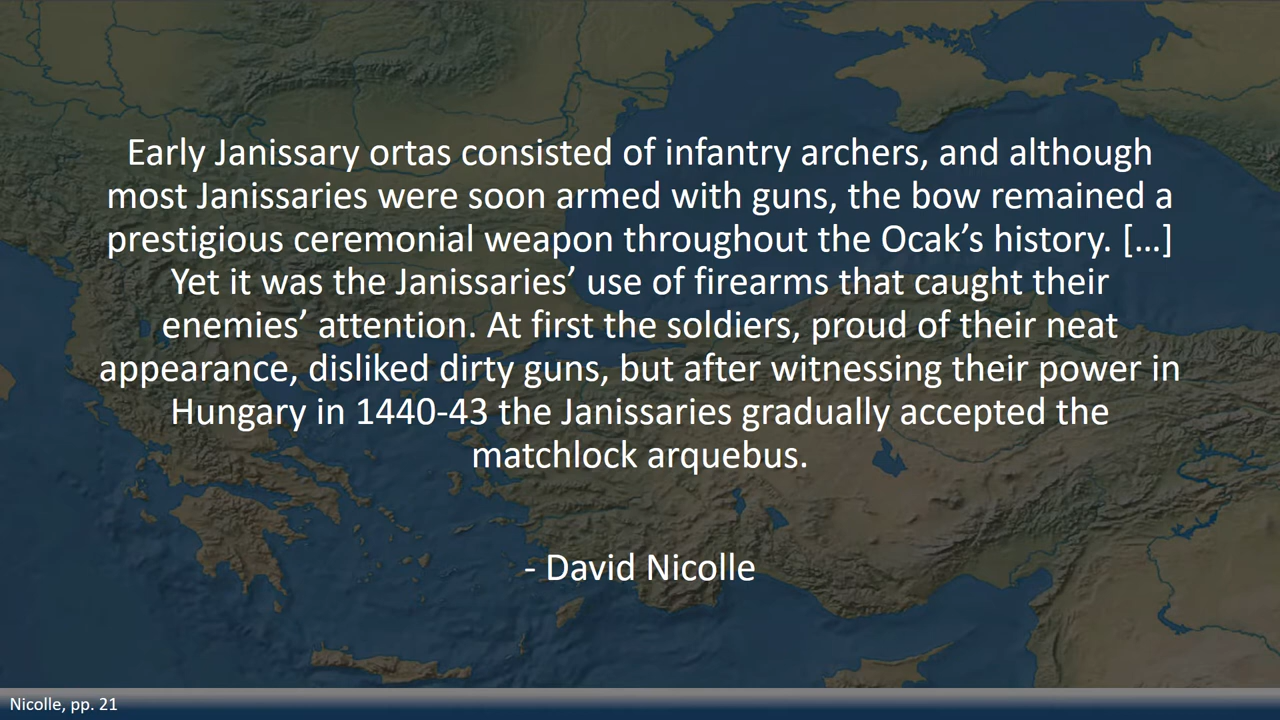 Early Janissary ortas consisted of infantry archers, and although
most Janissaries were soon armed with guns, the bow remained a
prestigious ceremonial weapon throughout the Ocak’s history. […]
Yet it was the Janissaries’ use of firearms that caught their
enemies’ attention. At first the soldiers, proud of their neat
appearance, disliked dirty guns, but after witnessing their power in
Hungary in 1440-43 the Janissaries gradually accepted the
matchlock arquebus.
- David Nicolle
Nicolle, pp. 21